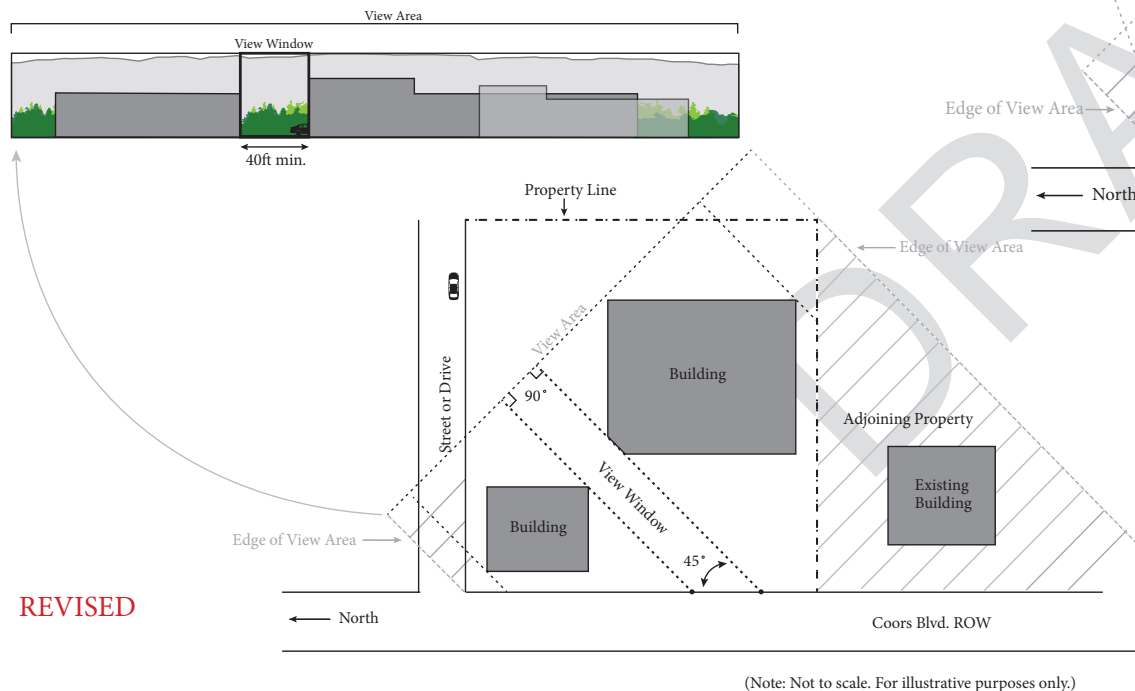 View Area
View Window
40ft min.
Edge of View Area
North
Property Line
Edge of View Area
View Area
Building
Street or Drive
90°
Adjoining Property
View Window
Existing
Building
Building
Edge of View Area
45°
REVISED
North
Coors Blvd. ROW
(Note: Not to scale. For illustrative purposes only.)
DRA